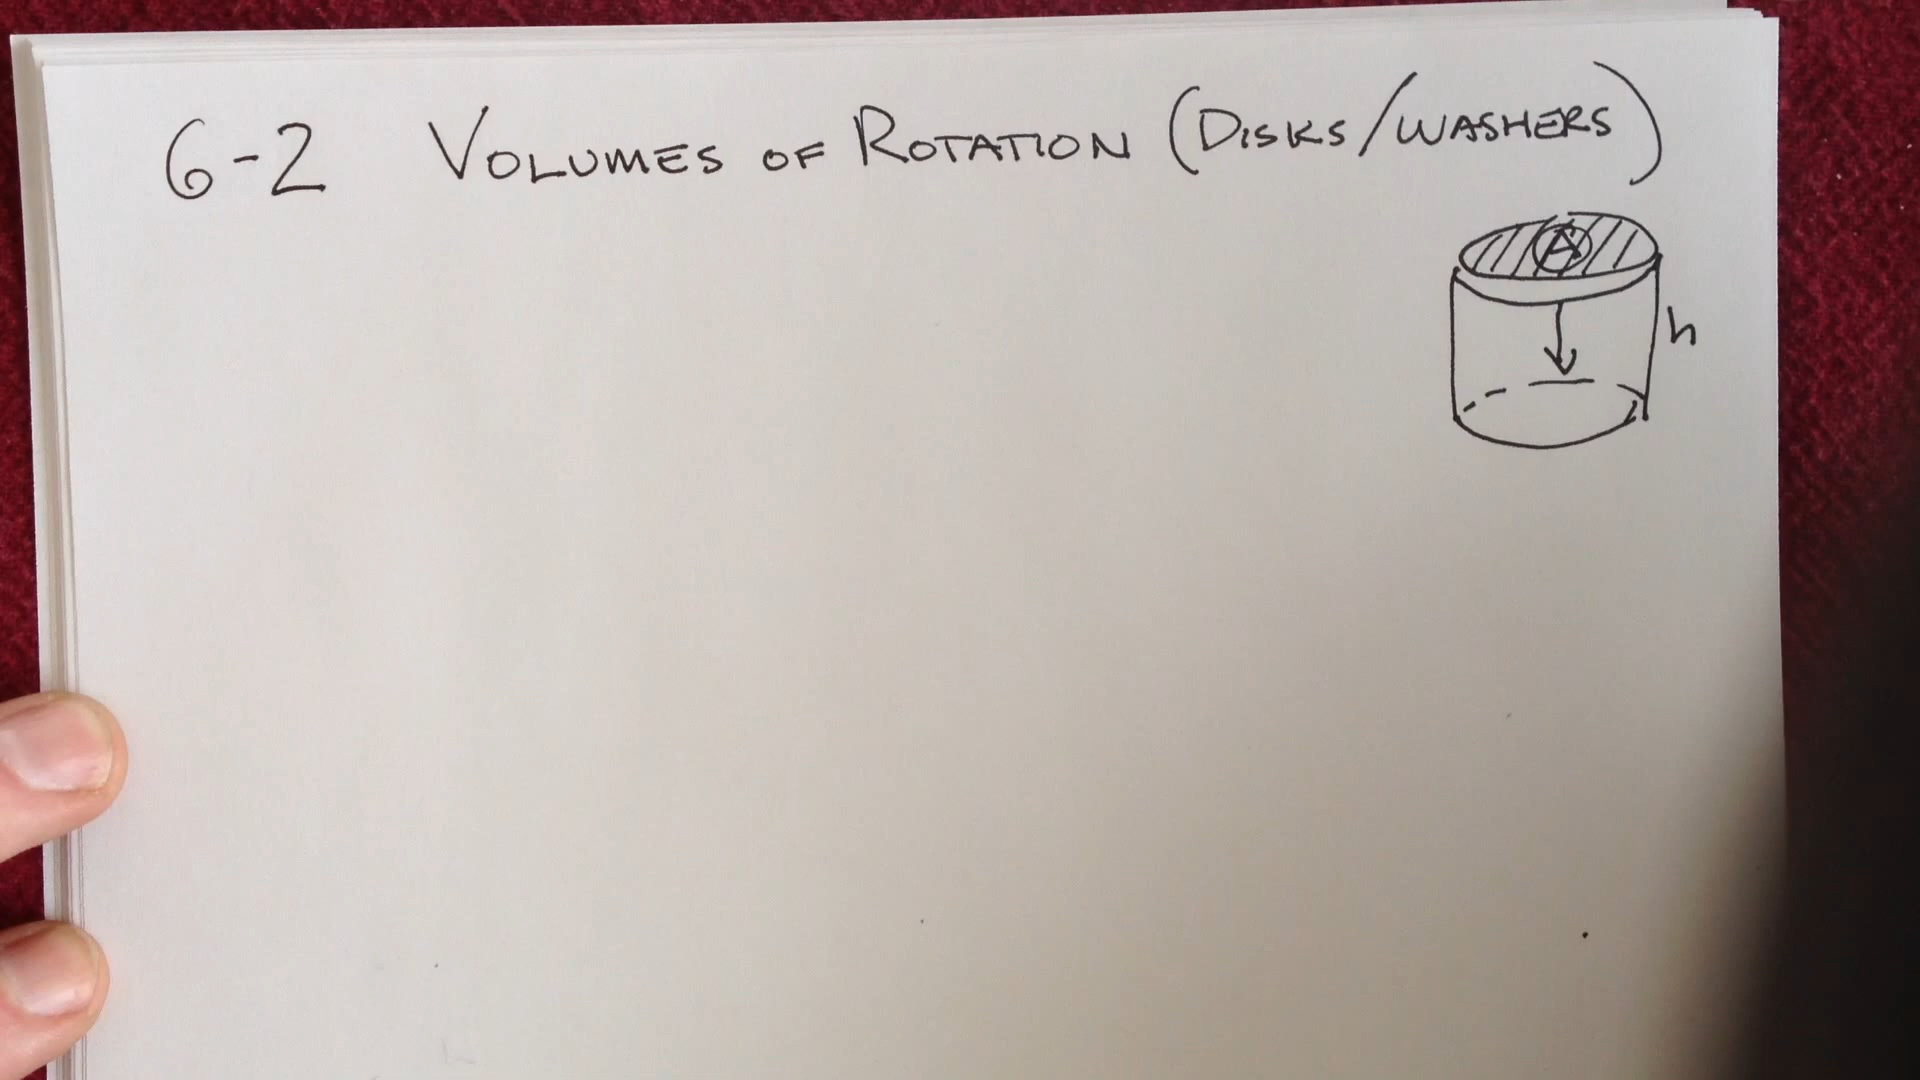 6-2 VOLUMES OF ROTATION (DISKS/WASHERS)
A
h